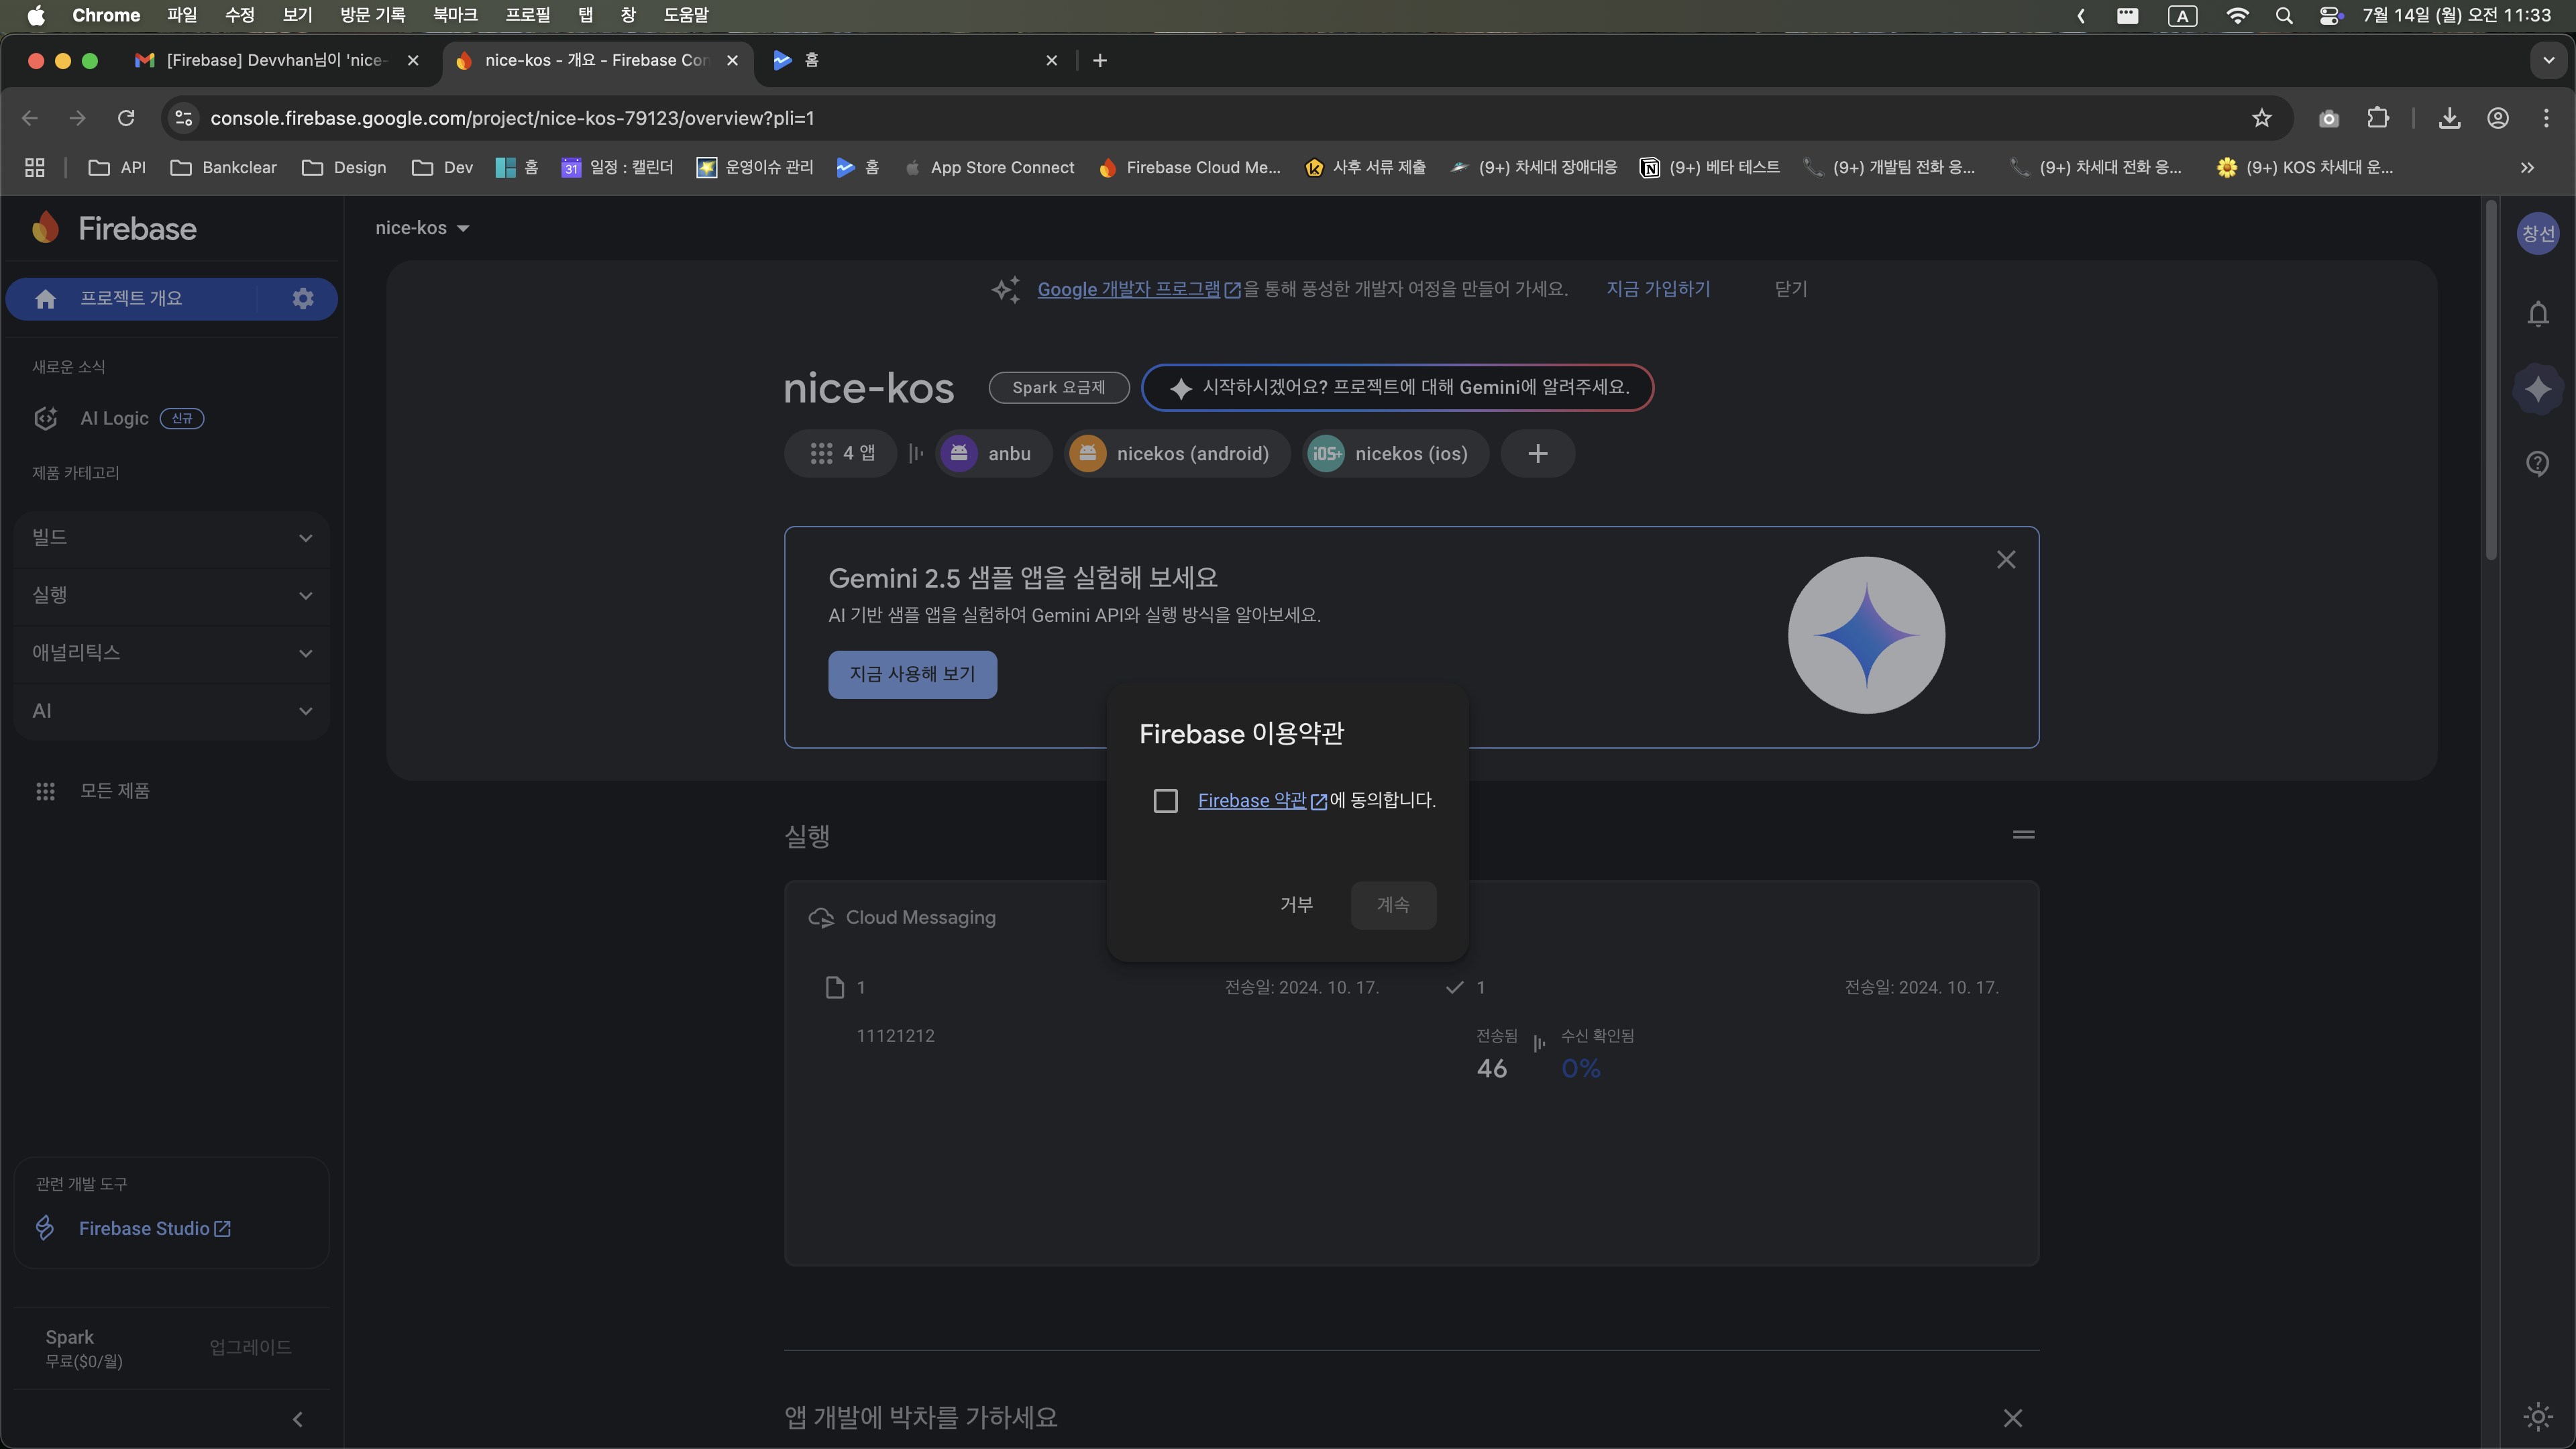 Chrome 파일 수정 보기 방문 기록 북마크 프로필 탭 창 도움말 A 7월 14일 (월) 오전 11:33
[Firebase] Devvhan님이 'nice-
nice-kos - 개요 - Firebase Con
홈
console.firebase.google.com/project/nice-kos-79123/overview?pli=1
API
Bankclear
Design
Dev
홈
31
일정 : 캘린더
운영이슈 관리
홈
App Store Connect
Firebase Cloud Me...
사후 서류 제출
(9+) 차세대 장애대응
(9+) 베타 테스트
(9+) 개발팀 전화 응...
(9+) 차세대 전화 응...
(9+) KOS 차세대 운...
Firebase
nice-kos
창선
프로젝트 개요
새로운 소식
AI Logic 신규
제품 카테고리
빌드
실행
애널리틱스
AI
모든 제품
관련 개발 도구
Firebase Studio
Spark
무료($0/월)
업그레이드
Google 개발자 프로그램을 통해 풍성한 개발자 여정을 만들어 가세요. 지금 가입하기 닫기
nice-kos
Spark 요금제
시작하시겠어요? 프로젝트에 대해 Gemini에 알려주세요.
4 앱
anbu
nicekos (android)
iOS+ nicekos (ios)
Gemini 2.5 샘플 앱을 실험해 보세요
AI 기반 샘플 앱을 실험하여 Gemini API와 실행 방식을 알아보세요.
지금 사용해 보기
Firebase 이용약관
Firebase 약관에 동의합니다.
거부 계속
실행
Cloud Messaging
1 전송일: 2024. 10. 17.
11121212
1 전송일: 2024. 10. 17.
전송됨 수신 확인됨
46 0%
앱 개발에 박차를 가하세요